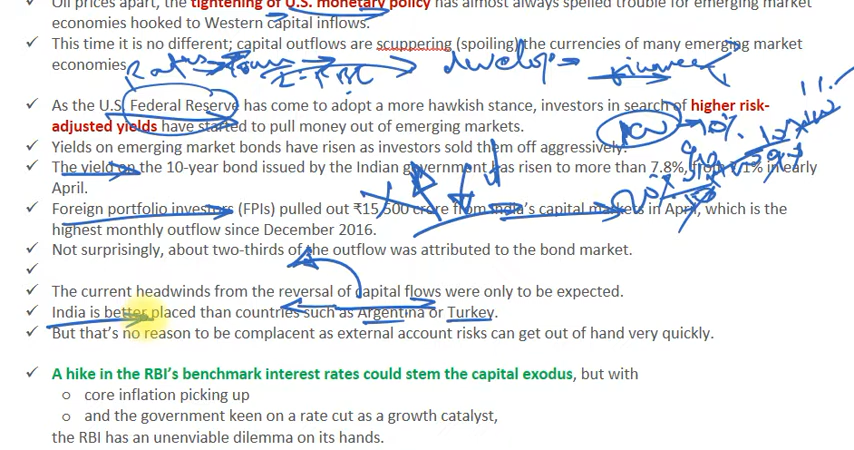 Oil prices apart, the tightening of U.S. monetary policy has almost always spelled trouble for emerging market
economies hooked to Western capital inflows.
✓ This time it is no different; capital outflows are scuppering (spoiling) the currencies of many emerging market
economies.
✓ As the U.S. Federal Reserve has come to adopt a more hawkish stance, investors in search of higher risk-
adjusted yields have started to pull money out of emerging markets.
✓ Yields on emerging market bonds have risen as investors sold them off aggressively.
✓ The yield on the 10-year bond issued by the Indian government has risen to more than 7.8%, from 7.1% in early
April.
✓ Foreign portfolio investors (FPIs) pulled out ₹15,500 crore from India's capital markets in April, which is the
highest monthly outflow since December 2016.
✓ Not surprisingly, about two-thirds of the outflow was attributed to the bond market.
✓
✓ The current headwinds from the reversal of capital flows were only to be expected.
✓ India is better placed than countries such as Argentina or Turkey.
✓ But that's no reason to be complacent as external account risks can get out of hand very quickly.
✓ A hike in the RBI's benchmark interest rates could stem the capital exodus, but with
o core inflation picking up
o and the government keen on a rate cut as a growth catalyst,
the RBI has an unenviable dilemma on its hands.